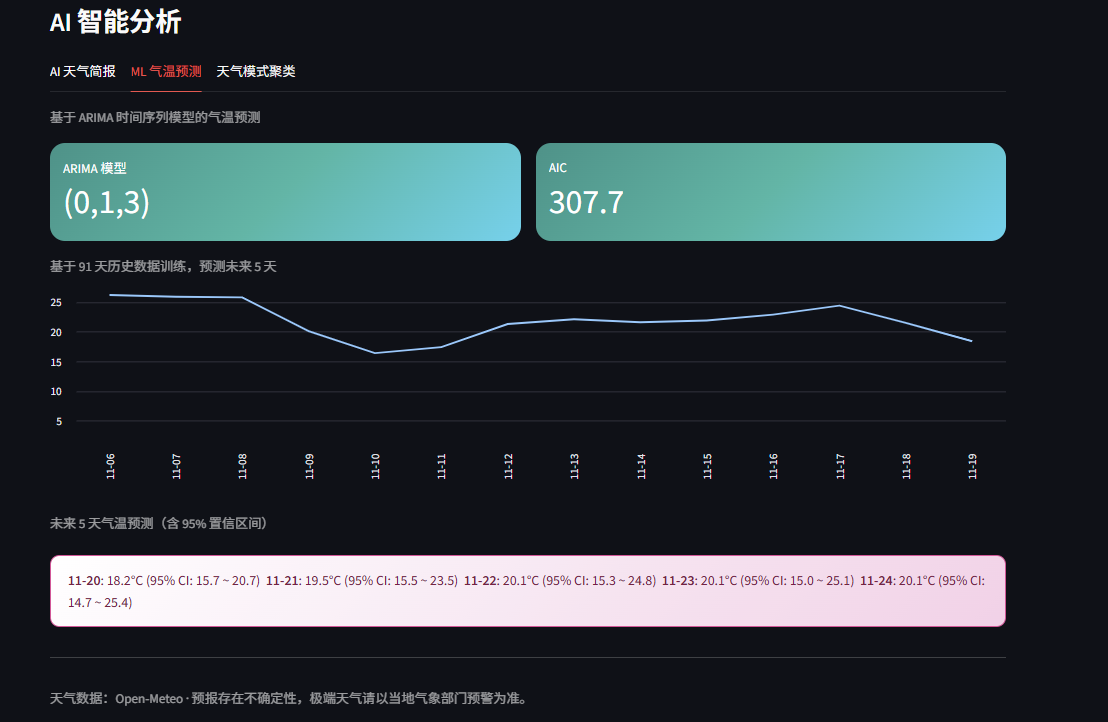 AI 智能分析
AI 天气简报 ML 气温预测 天气模式聚类
基于 ARIMA 时间序列模型的气温预测
ARIMA 模型
(0,1,3)
AIC
307.7
基于 91 天历史数据训练，预测未来 5 天
25
20
15
10
5
11-06 11-07 11-08 11-09 11-10 11-11 11-12 11-13 11-14 11-15 11-16 11-17 11-18 11-19
未来 5 天气温预测（含 95% 置信区间）
11-20: 18.2°C (95% CI: 15.7 ~ 20.7) 11-21: 19.5°C (95% CI: 15.5 ~ 23.5) 11-22: 20.1°C (95% CI: 15.3 ~ 24.8) 11-23: 20.1°C (95% CI: 15.0 ~ 25.1) 11-24: 20.1°C (95% CI:
14.7 ~ 25.4)
天气数据：Open-Meteo · 预报存在不确定性，极端天气请以当地气象部门预警为准。